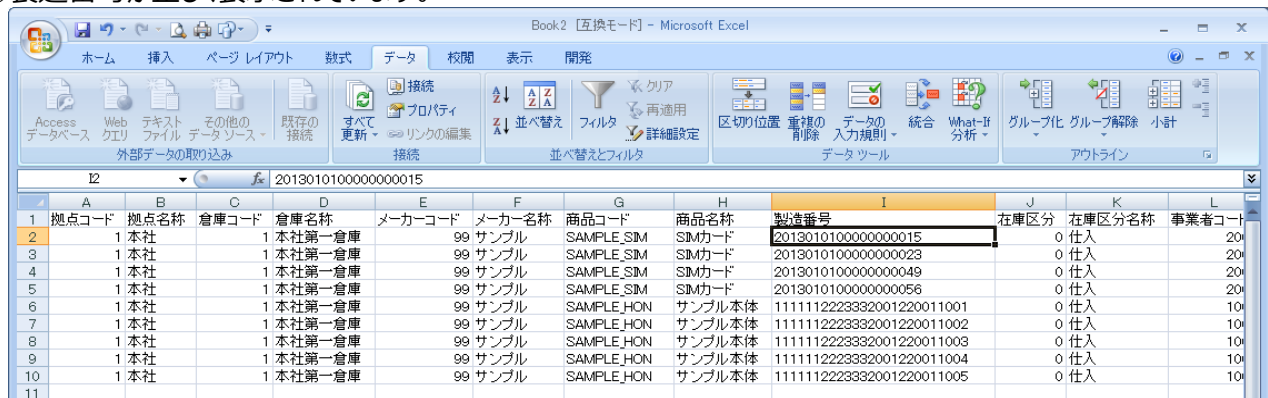 Book2 [互換モード] - Microsoft Excel
ホーム 挿入 ページ レイアウト 数式 データ 校閲 表示 開発
Access データベース Web クエリ テキスト ファイル その他の データ ソース 既存の 接続 すべて 更新 接続 プロパティ リンクの編集 並べ替え フィルタ クリア 再適用 詳細設定 区切り位置 重複の 削除 データの 入力規則 統合 What-If 分析 グループ化 グループ解除 小計
外部データの取り込み 接続 並べ替えとフィルタ データ ツール アウトライン
I2 fx 2013010100000000015
A B C D E F G H I J K L
1 拠点コード 拠点名称 倉庫コード 倉庫名称 メーカーコード メーカー名称 商品コード 商品名称 製造番号 在庫区分 在庫区分名称 事業者コー
2 1 本社 1 本社第一倉庫 99 サンプル SAMPLE_SIM SIMカード 2013010100000000015 0 仕入 20
3 1 本社 1 本社第一倉庫 99 サンプル SAMPLE_SIM SIMカード 2013010100000000023 0 仕入 20
4 1 本社 1 本社第一倉庫 99 サンプル SAMPLE_SIM SIMカード 2013010100000000049 0 仕入 20
5 1 本社 1 本社第一倉庫 99 サンプル SAMPLE_SIM SIMカード 2013010100000000056 0 仕入 20
6 1 本社 1 本社第一倉庫 99 サンプル SAMPLE_HON サンプル本体 1111112223332001220011001 0 仕入 10
7 1 本社 1 本社第一倉庫 99 サンプル SAMPLE_HON サンプル本体 1111112223332001220011002 0 仕入 10
8 1 本社 1 本社第一倉庫 99 サンプル SAMPLE_HON サンプル本体 1111112223332001220011003 0 仕入 10
9 1 本社 1 本社第一倉庫 99 サンプル SAMPLE_HON サンプル本体 1111112223332001220011004 0 仕入 10
10 1 本社 1 本社第一倉庫 99 サンプル SAMPLE_HON サンプル本体 1111112223332001220011005 0 仕入 10
11